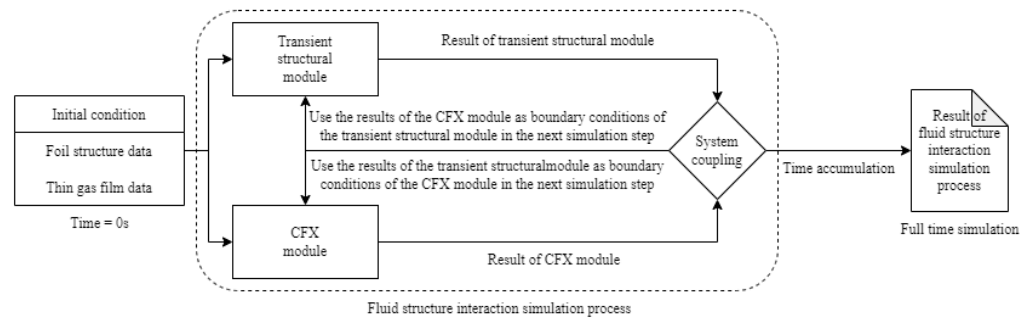 Initial condition
Foil structure data
Thin gas film data
Time = 0s
Transient
structural
module
Result of transient structural module
Use the results of the CFX module as boundary conditions of
the transient structural module in the next simulation step
Use the results of the transient structuralmodule as boundary
conditions of the CFX module in the next simulation step
CFX
module
Result of CFX module
System
coupling
Time accumulation
Result of
fluid structure
interaction
simulation
process
Full time simulation
Fluid structure interaction simulation process